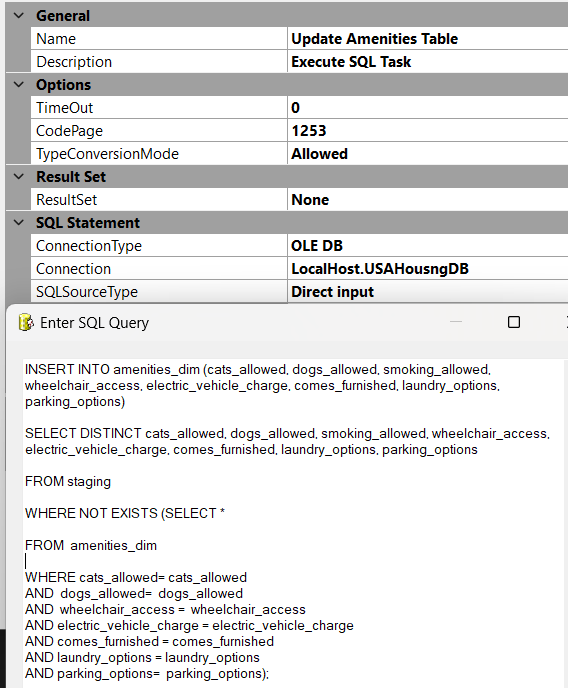 General
Name Update Amenities Table
Description Execute SQL Task
Options
TimeOut 0
CodePage 1253
TypeConversionMode Allowed
Result Set
ResultSet None
SQL Statement
ConnectionType OLE DB
Connection LocalHost.USAHousngDB
SQLSourceType Direct input
Enter SQL Query
INSERT INTO amenities_dim (cats_allowed, dogs_allowed, smoking_allowed,
wheelchair_access, electric_vehicle_charge, comes_furnished, laundry_options,
parking_options)
SELECT DISTINCT cats_allowed, dogs_allowed, smoking_allowed, wheelchair_access,
electric_vehicle_charge, comes_furnished, laundry_options, parking_options
FROM staging
WHERE NOT EXISTS (SELECT *
FROM  amenities_dim
WHERE cats_allowed= cats_allowed
AND  dogs_allowed=  dogs_allowed
AND  wheelchair_access =  wheelchair_access
AND electric_vehicle_charge = electric_vehicle_charge
AND comes_furnished = comes_furnished
AND laundry_options = laundry_options
AND parking_options=  parking_options);